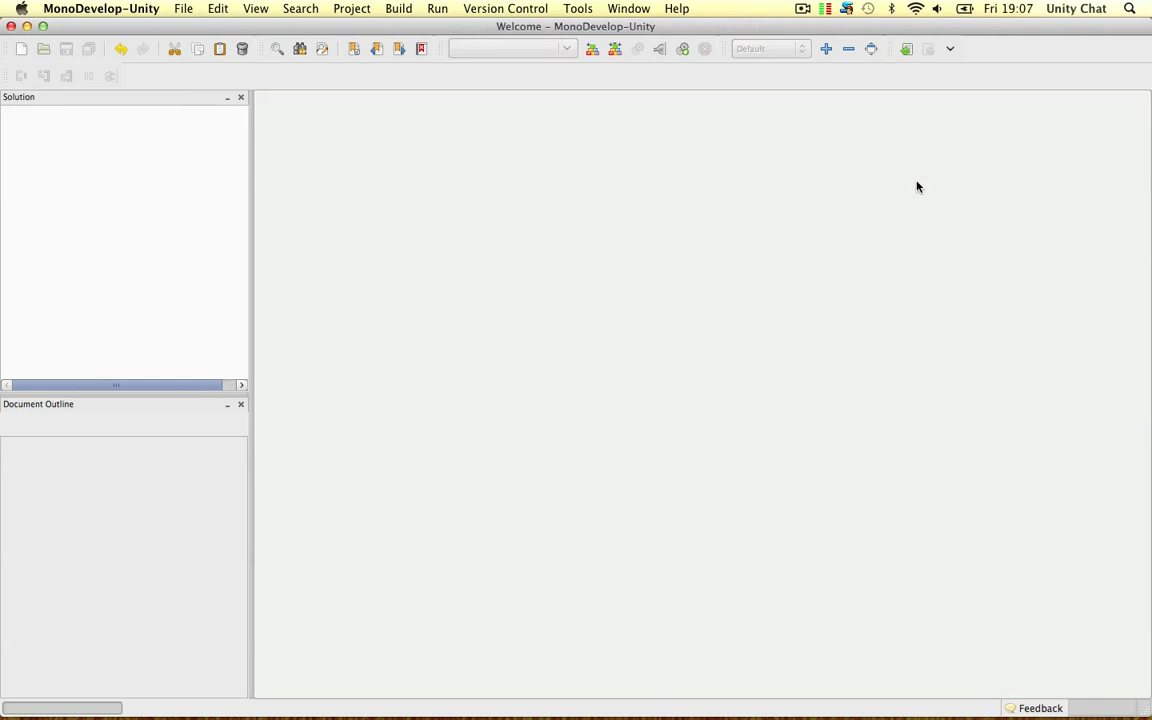 MonoDevelop-Unity File Edit View Search Project Build Run Version Control Tools Window Help Fri 19:07 Unity Chat
Welcome – MonoDevelop-Unity
Default
Solution
Document Outline
Feedback